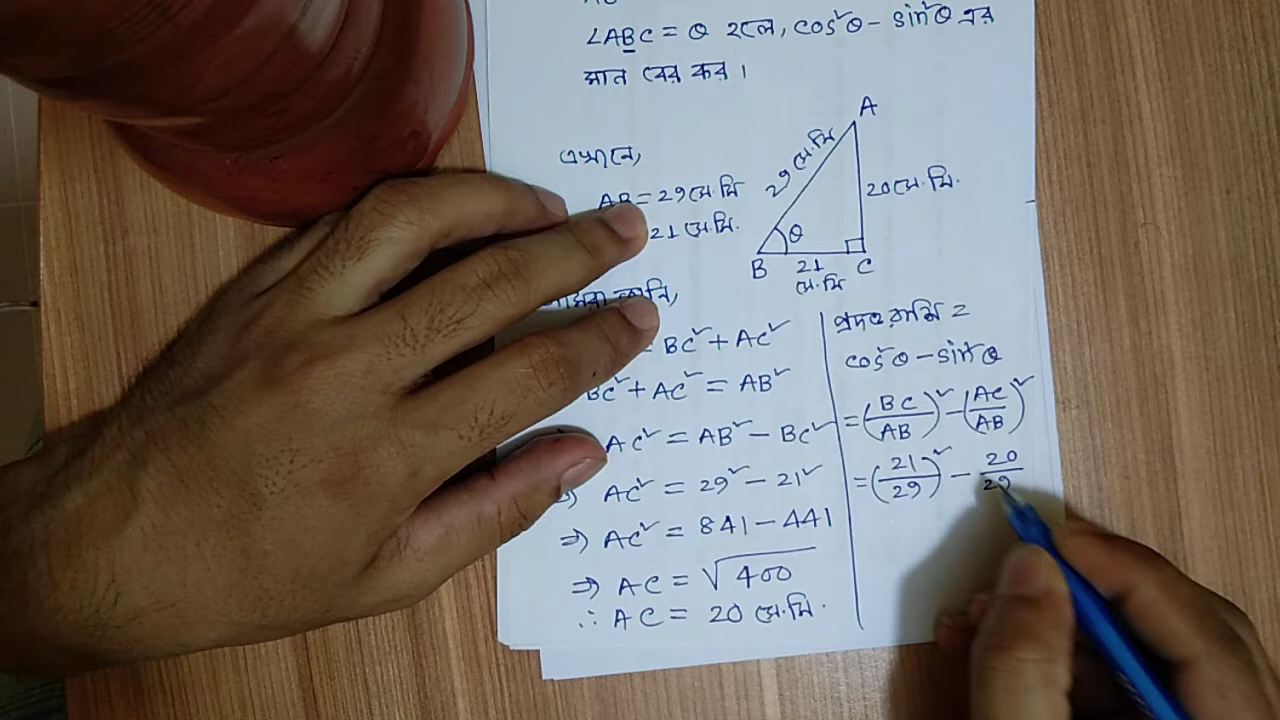 ∠ABC = θ হলে, cos²θ - sin²θ এর
মান বের কর।
এখানে,
AB = 29 সে.মি
21 সে.মি.
A
29 সে.মি
20 সে.মি.
θ
B
21
সে.মি
C
= BC² + AC²
BC² + AC² = AB²
AC² = AB² - BC²
⇒) AC² = 29² - 21²
⇒) AC² = 841 - 441
⇒) AC = √400
∴ AC = 20 সে.মি.
প্রদত্ত রাশি =
cos²θ - sin²θ
= (BC/AB)² - (AC/AB)²
= (21/29)² - 20/29